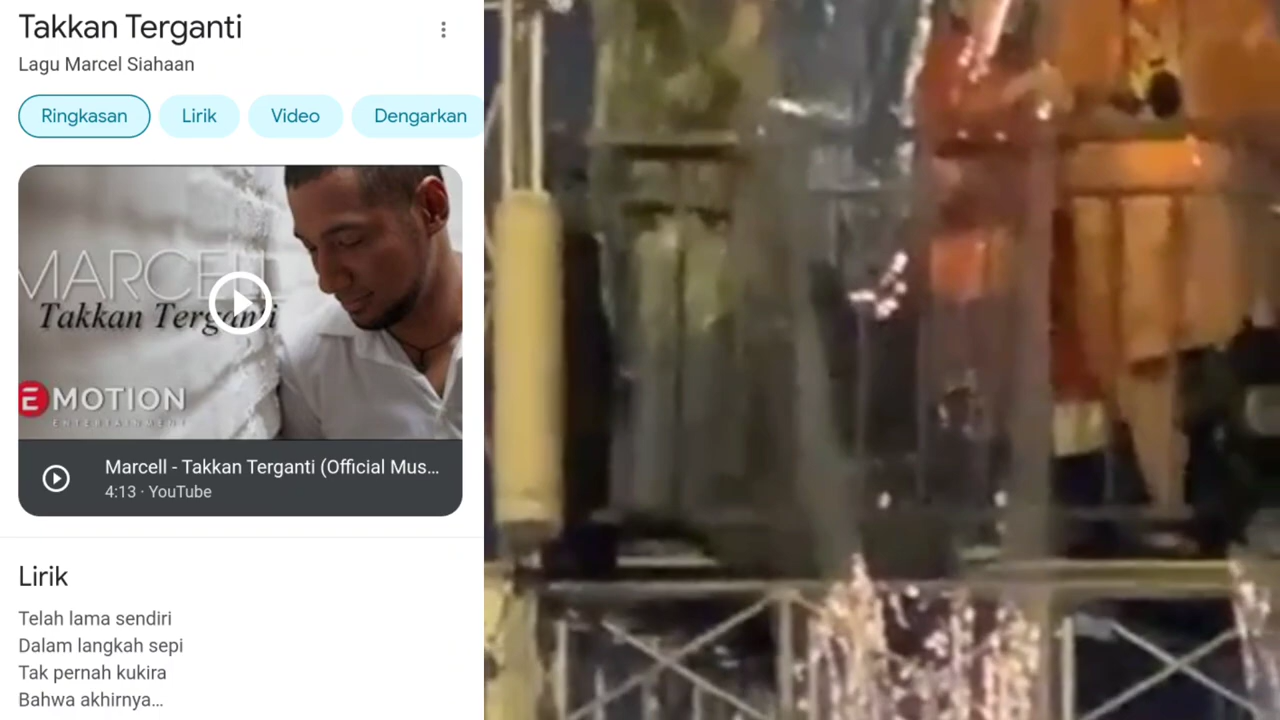 Takkan Terganti
Lagu Marcel Siahaan
Ringkasan
Lirik
Video
Dengarkan
MARCELL
Takkan Terganti
EMOTION
ENTERTAINMENT
Marcell - Takkan Terganti (Official Mus...
4:13 · YouTube
Lirik
Telah lama sendiri
Dalam langkah sepi
Tak pernah kukira
Bahwa akhirnya...